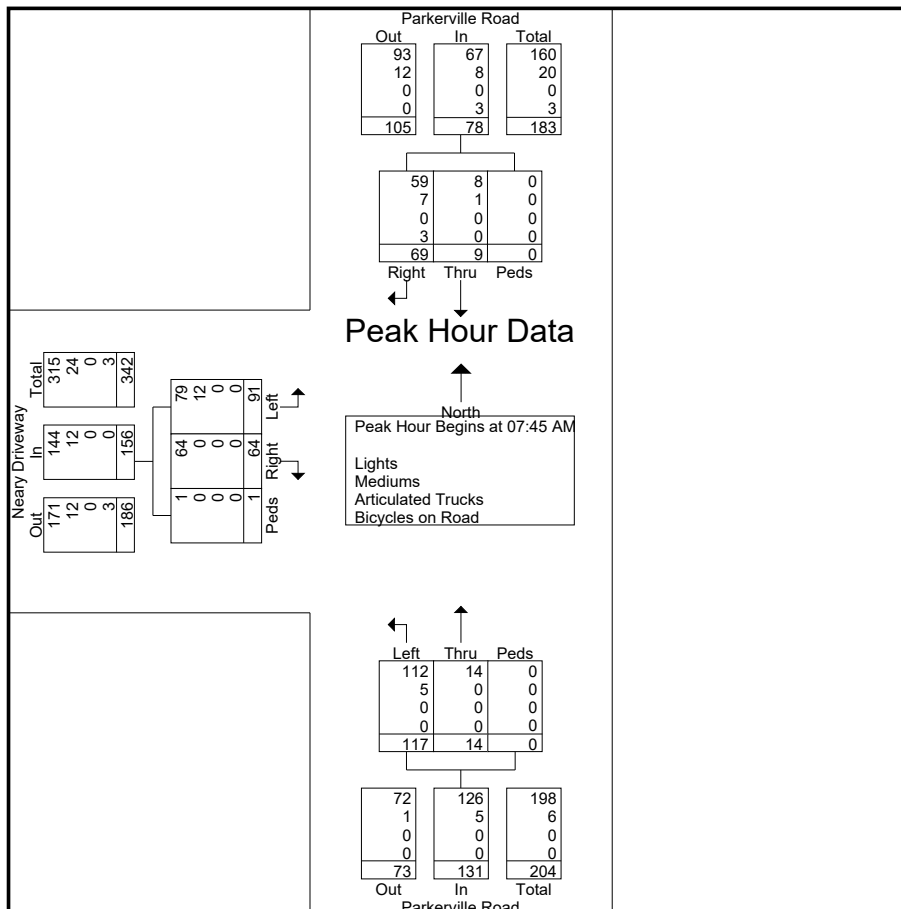 Parkerville Road
Out In Total
93 67 160
12 8 20
0 0 0
0 3 3
105 78 183
59 8 0
7 1 0
0 0 0
3 0 0
69 9 0
Right Thru Peds
Peak Hour Data
Neary Driveway
Out In Total
171 144 315
12 12 24
0 0 0
3 0 3
186 156 342
Peds Right Left
1 64 79
0 0 12
0 0 0
0 0 0
1 64 91
North
Peak Hour Begins at 07:45 AM
Lights
Mediums
Articulated Trucks
Bicycles on Road
Left Thru Peds
112 14 0
5 0 0
0 0 0
0 0 0
117 14 0
72 126 198
1 5 6
0 0 0
0 0 0
73 131 204
Out In Total
Parkerville Road